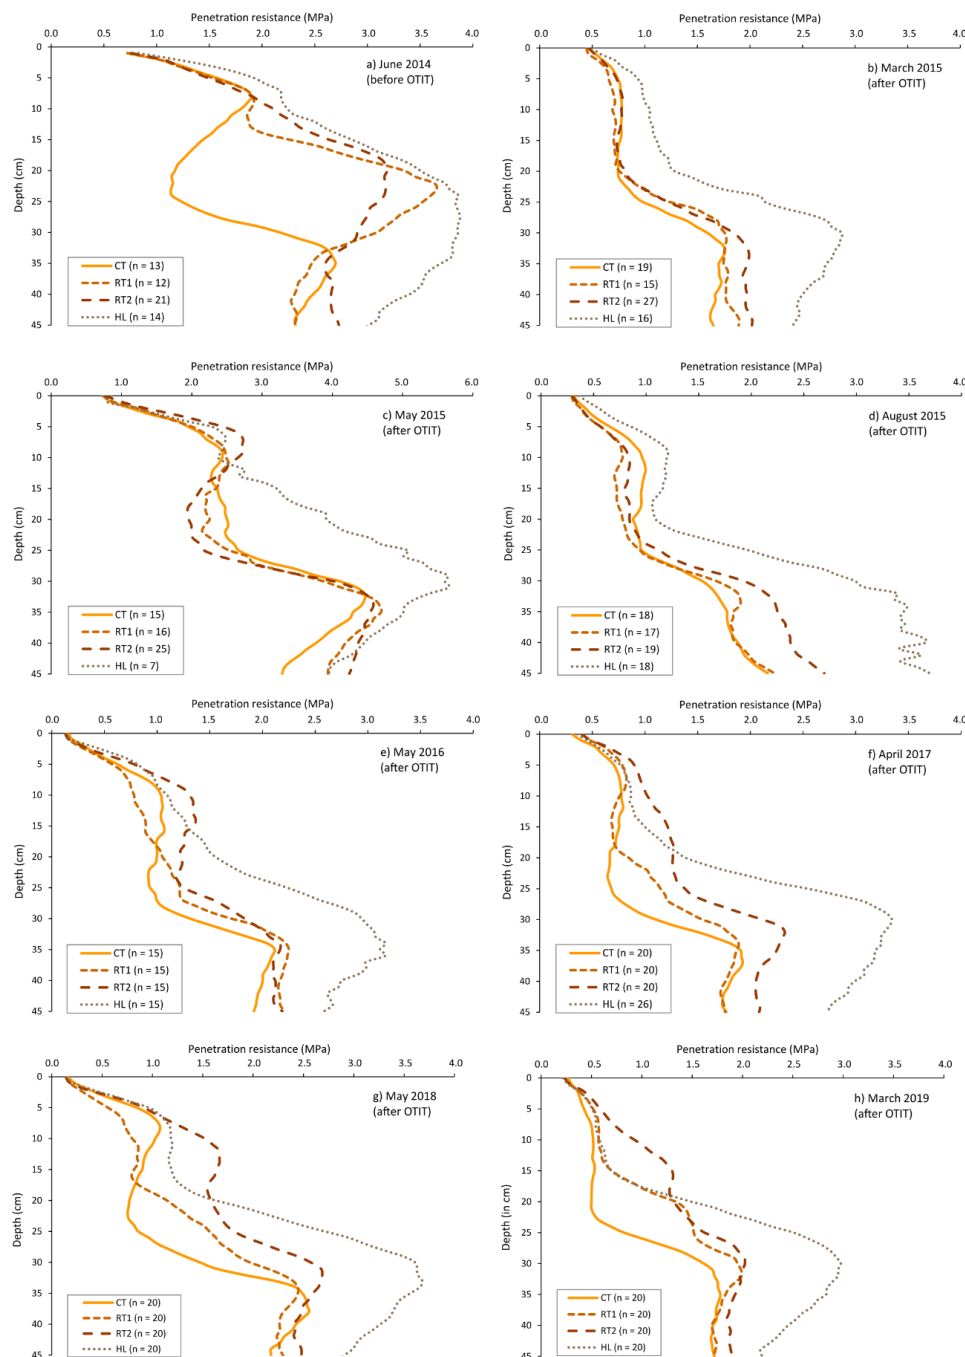 Penetration resistance (MPa)
0.0 0.5 1.0 1.5 2.0 2.5 3.0 3.5 4.0
0
5
10
15
20
25
30
35
40
45
Depth (cm)
a) June 2014
(before OTIT)
CT (n = 13)
RT1 (n = 12)
RT2 (n = 21)
HL (n = 14)
Penetration resistance (MPa)
0.0 0.5 1.0 1.5 2.0 2.5 3.0 3.5 4.0
0
5
10
15
20
25
30
35
40
45
Depth (cm)
b) March 2015
(after OTIT)
CT (n = 19)
RT1 (n = 15)
RT2 (n = 27)
HL (n = 16)
Penetration resistance (MPa)
0.0 1.0 2.0 3.0 4.0 5.0 6.0
0
5
10
15
20
25
30
35
40
45
Depth (cm)
c) May 2015
(after OTIT)
CT (n = 15)
RT1 (n = 16)
RT2 (n = 25)
HL (n = 7)
Penetration resistance (MPa)
0.0 0.5 1.0 1.5 2.0 2.5 3.0 3.5 4.0
0
5
10
15
20
25
30
35
40
45
Depth (cm)
d) August 2015
(after OTIT)
CT (n = 18)
RT1 (n = 17)
RT2 (n = 19)
HL (n = 18)
Penetration resistance (MPa)
0.0 0.5 1.0 1.5 2.0 2.5 3.0 3.5 4.0
0
5
10
15
20
25
30
35
40
45
Depth (cm)
e) May 2016
(after OTIT)
CT (n = 15)
RT1 (n = 15)
RT2 (n = 15)
HL (n = 15)
Penetration resistance (MPa)
0.0 0.5 1.0 1.5 2.0 2.5 3.0 3.5 4.0
0
5
10
15
20
25
30
35
40
45
Depth (cm)
f) April 2017
(after OTIT)
CT (n = 20)
RT1 (n = 20)
RT2 (n = 20)
HL (n = 26)
Penetration resistance (MPa)
0.0 0.5 1.0 1.5 2.0 2.5 3.0 3.5 4.0
0
5
10
15
20
25
30
35
40
45
Depth (cm)
g) May 2018
(after OTIT)
CT (n = 20)
RT1 (n = 20)
RT2 (n = 20)
HL (n = 20)
Penetration resistance (MPa)
0.0 0.5 1.0 1.5 2.0 2.5 3.0 3.5 4.0
0
5
10
15
20
25
30
35
40
45
Depth (in cm)
h) March 2019
(after OTIT)
CT (n = 20)
RT1 (n = 20)
RT2 (n = 20)
HL (n = 20)